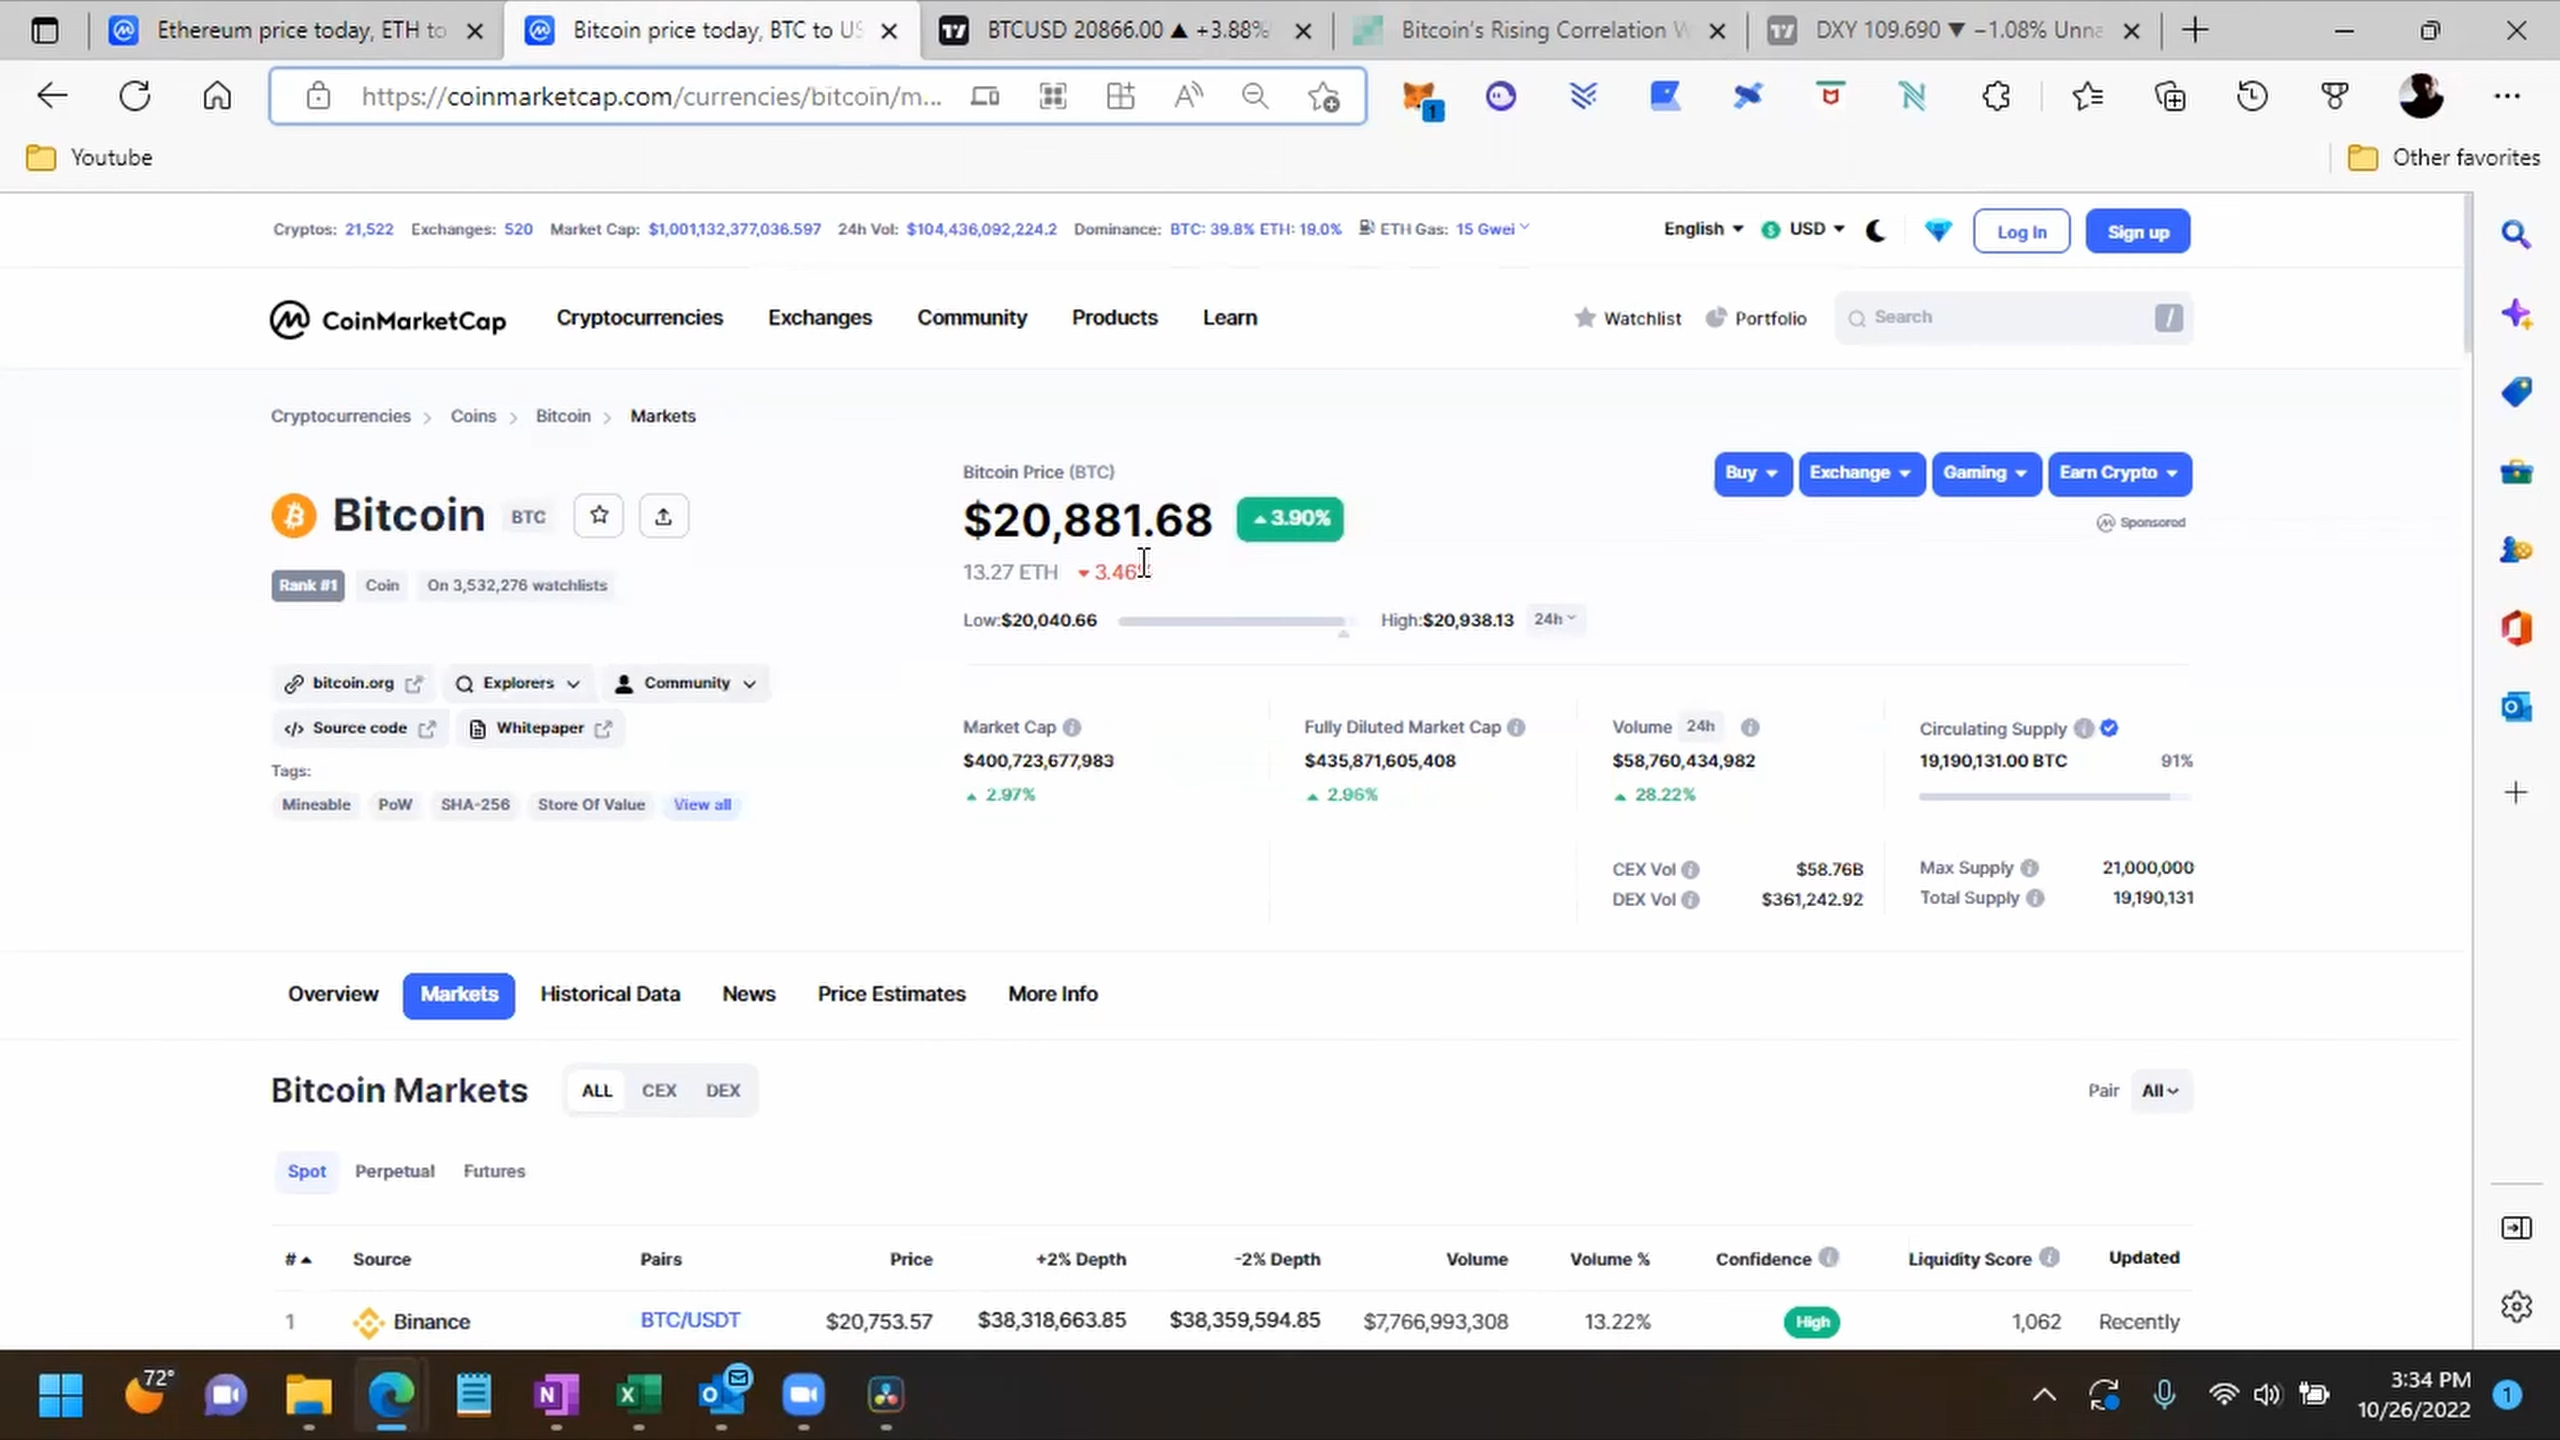 Ethereum price today, ETH to
Bitcoin price today, BTC to US
BTCUSD 20866.00 ▲ +3.88%
Bitcoin's Rising Correlation W
DXY 109.690 ▼ −1.08% Unna
https://coinmarketcap.com/currencies/bitcoin/m...
1
Youtube
Other favorites
Cryptos: 21,522 Exchanges: 520 Market Cap: $1,001,132,377,036.597 24h Vol: $104,436,092,224.2 Dominance: BTC: 39.8% ETH: 19.0% ETH Gas: 15 Gwei
English USD Log In Sign up
CoinMarketCap Cryptocurrencies Exchanges Community Products Learn
Watchlist Portfolio Search /
Cryptocurrencies > Coins > Bitcoin > Markets
Bitcoin Price (BTC)
Buy Exchange Gaming Earn Crypto
Bitcoin BTC
$20,881.68 ▲3.90%
Sponsored
13.27 ETH ▼ 3.46%
Rank #1 Coin On 3,532,276 watchlists
Low:$20,040.66 High:$20,938.13 24h
bitcoin.org Explorers Community
Source code Whitepaper
Tags:
Mineable PoW SHA-256 Store Of Value View all
Market Cap
$400,723,677,983
▲ 2.97%
Fully Diluted Market Cap
$435,871,605,408
▲ 2.96%
Volume 24h
$58,760,434,982
▲ 28.22%
Circulating Supply
19,190,131.00 BTC 91%
CEX Vol $58.76B
DEX Vol $361,242.92
Max Supply 21,000,000
Total Supply 19,190,131
Overview Markets Historical Data News Price Estimates More Info
Bitcoin Markets ALL CEX DEX
Pair All
Spot Perpetual Futures
# ▲ Source Pairs Price +2% Depth -2% Depth Volume Volume % Confidence Liquidity Score Updated
1 Binance BTC/USDT $20,753.57 $38,318,663.85 $38,359,594.85 $7,766,993,308 13.22% High 1,062 Recently
72°
3:34 PM
10/26/2022
1